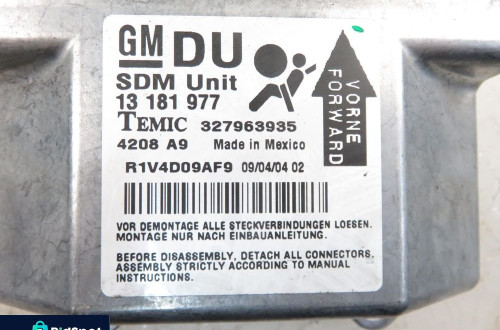 GM DU
SDM Unit
13 181 977
TEMIC 327963935
4208 A9 Made in Mexico
R1V4D09AF9 09/04/04 02
VORNE
FORWARD
VOR DEMONTAGE ALLE STECKVERBINDUNGEN LOESEN.
MONTAGE NUR NACH EINBAUANLEITUNG.
BEFORE DISASSEMBLY, DETACH ALL CONNECTORS.
ASSEMBLY STRICTLY ACCORDING TO MANUAL
INSTRUCTIONS.
BidSpot